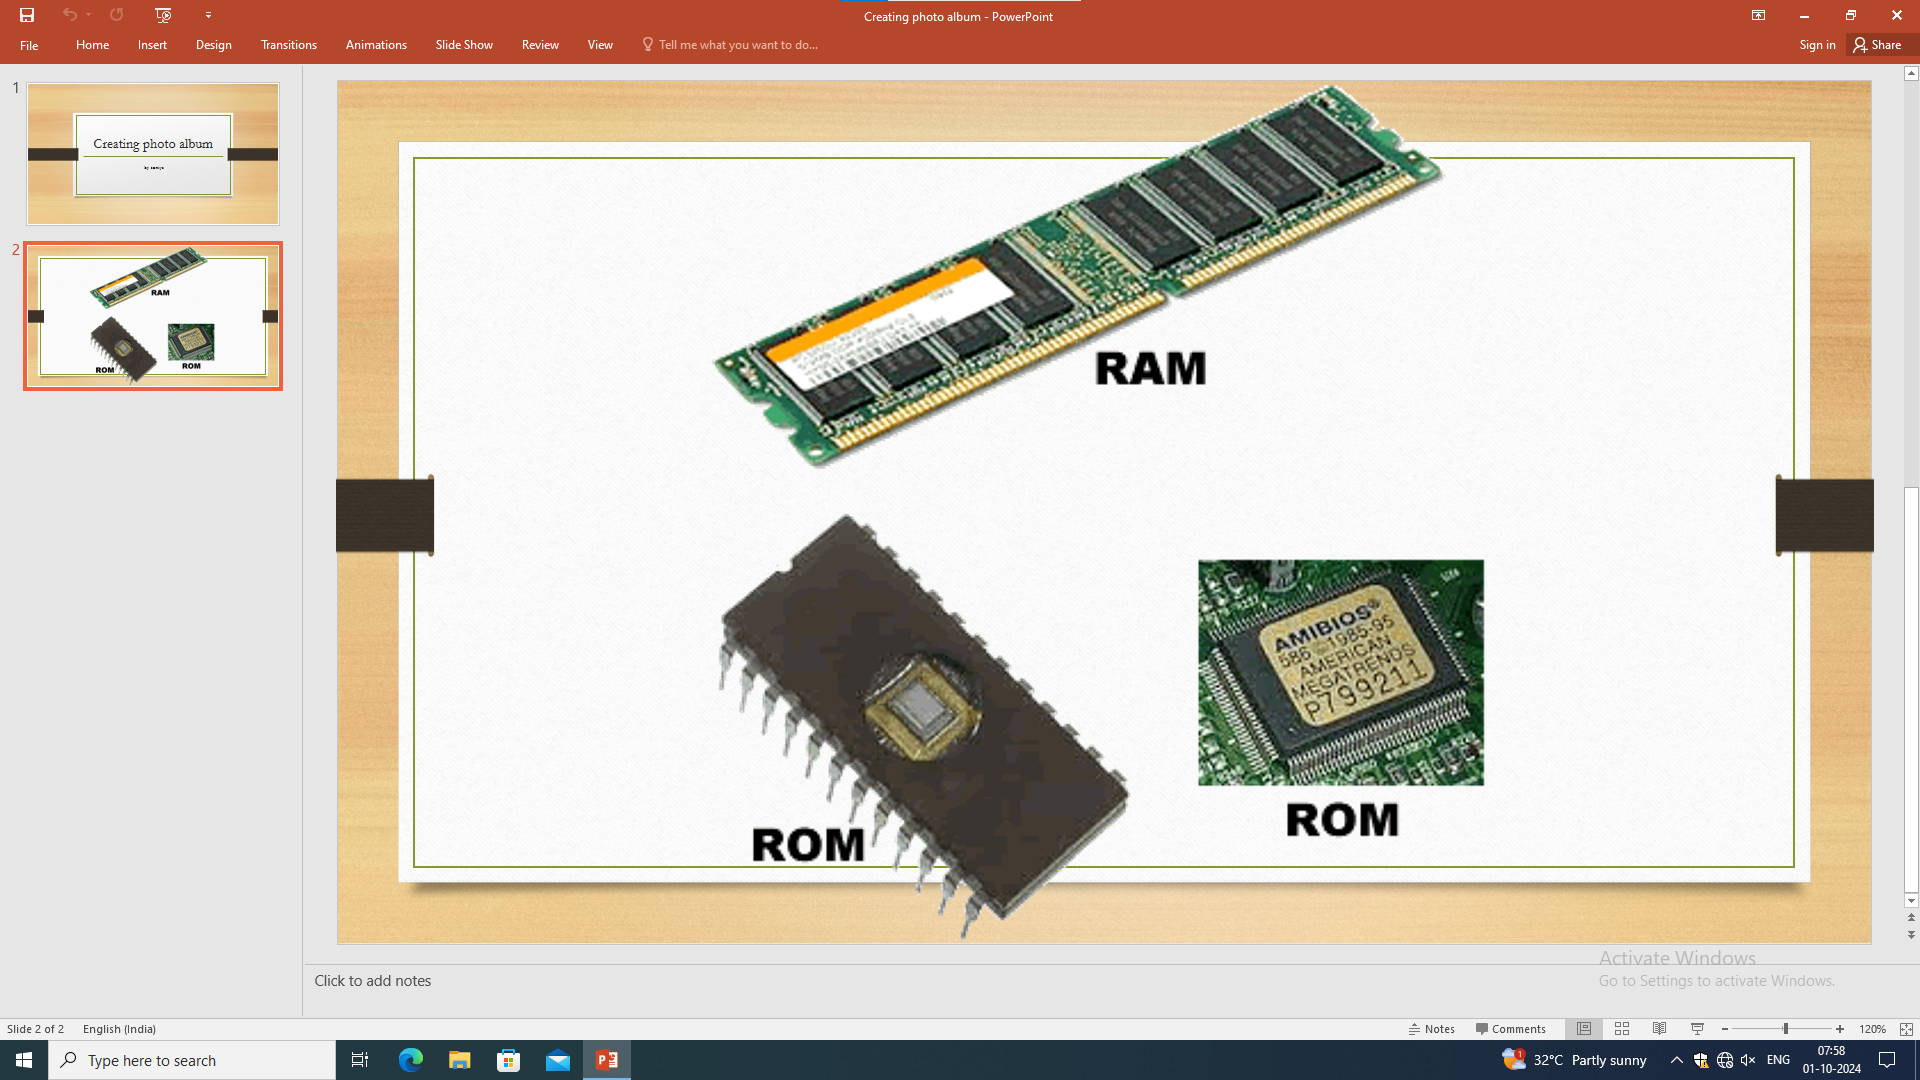 Creating photo album - PowerPoint
File Home Insert Design Transitions Animations Slide Show Review View Tell me what you want to do... Sign in Share
1
Creating photo album
2
RAM
ROM
ROM
RAM
AMIBIOS®
586 1985-95
AMERICAN
MEGATRENDS
P799211
ROM
ROM
Click to add notes
Activate Windows
Go to Settings to activate Windows.
Slide 2 of 2 English (India) Notes Comments 120%
Type here to search
1 32°C Partly sunny ENG
07:58
01-10-2024